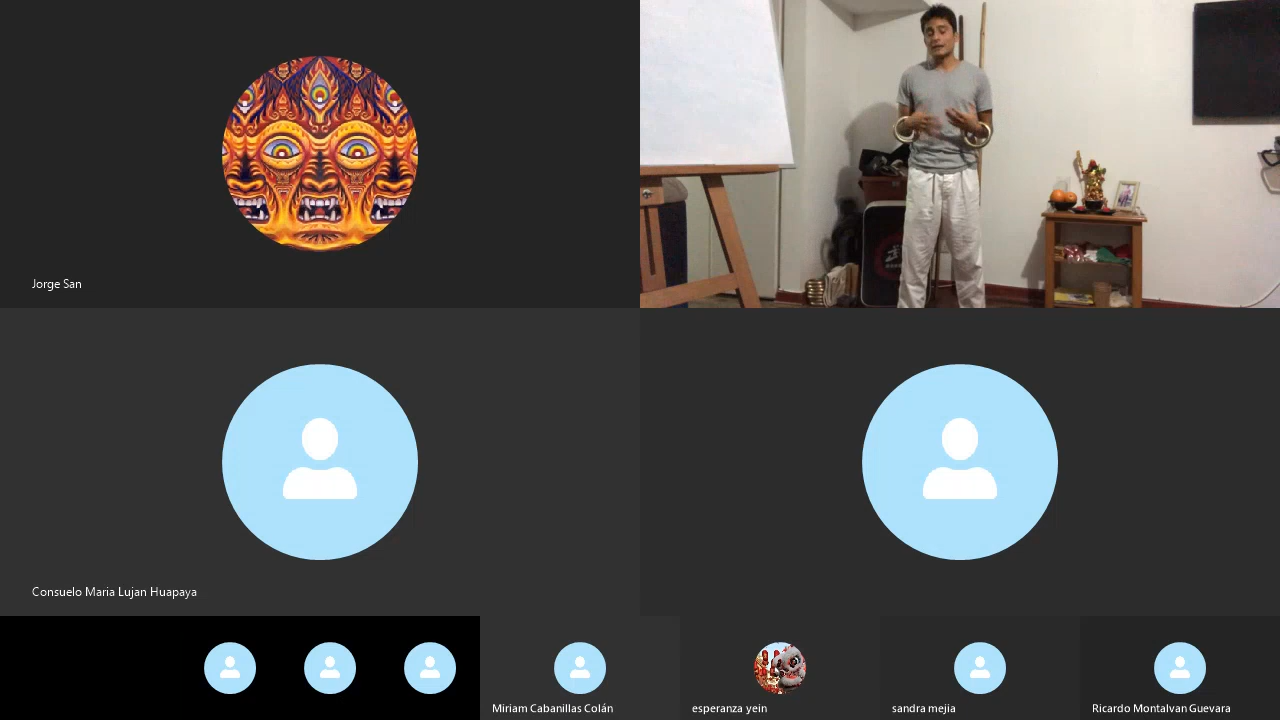 Jorge San
Consuelo Maria Lujan Huapaya
Miriam Cabanillas Colán
esperanza yein
sandra mejia
Ricardo Montalvan Guevara